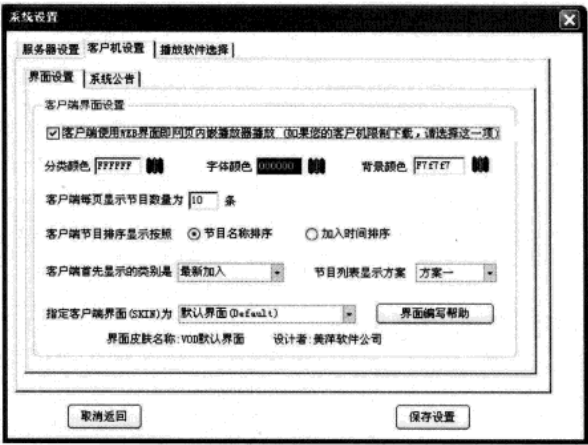 系统设置
服务器设置 客户机设置 播放软件选择
界面设置 系统公告
客户端界面设置
客户端使用WEB界面即网页内嵌播放器播放 (如果您的客户机限制下载，请选择这一项)
分类颜色 FFFFFF 字体颜色 000000 背景颜色 F7f7f7
客户端每页显示节目数量为 10 条
客户端节目排序显示按照 节目名称排序 加入时间排序
客户端首先显示的类别是 最新加入 节目列表显示方案 方案一
指定客户端界面(SKIN)为 默认界面(Default) 界面编写帮助
界面皮肤名称:VOD默认界面 设计者:美萍软件公司
取消返回 保存设置